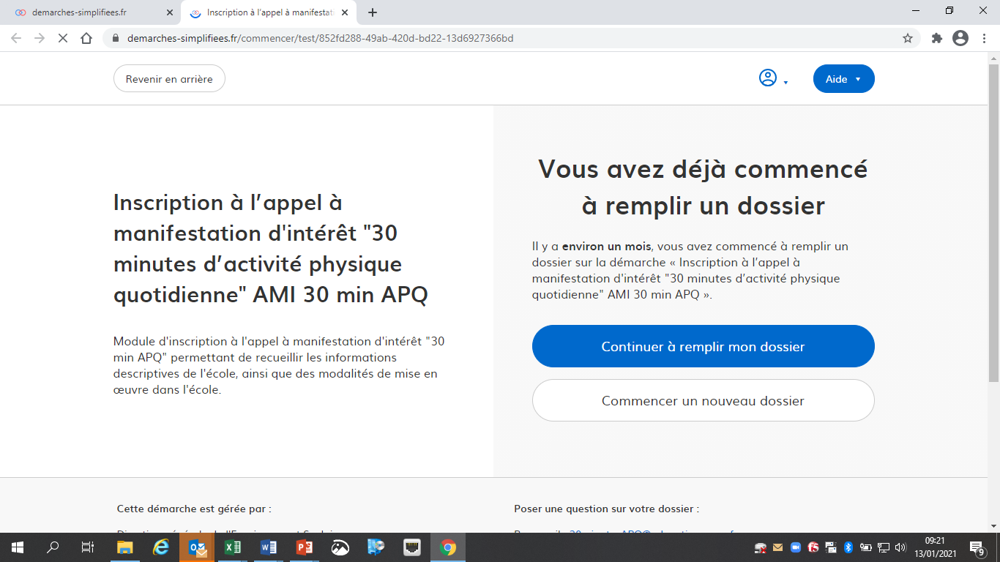 demarches-simplifiees.fr
Inscription à l'appel à manifestati
demarches-simplifiees.fr/commencer/test/852fd288-49ab-420d-bd22-13d6927366bd
Revenir en arrière
Aide
Inscription à l’appel à
manifestation d'intérêt "30
minutes d’activité physique
quotidienne" AMI 30 min APQ
Module d'inscription à l'appel à manifestation d'intérêt "30
min APQ" permettant de recueillir les informations
descriptives de l'école, ainsi que des modalités de mise en
œuvre dans l'école.
Vous avez déjà commencé
à remplir un dossier
Il y a environ un mois, vous avez commencé à remplir un
dossier sur la démarche « Inscription à l’appel à
manifestation d'intérêt "30 minutes d’activité physique
quotidienne" AMI 30 min APQ ».
Continuer à remplir mon dossier
Commencer un nouveau dossier
Cette démarche est gérée par :
Poser une question sur votre dossier :
09:21
13/01/2021
9